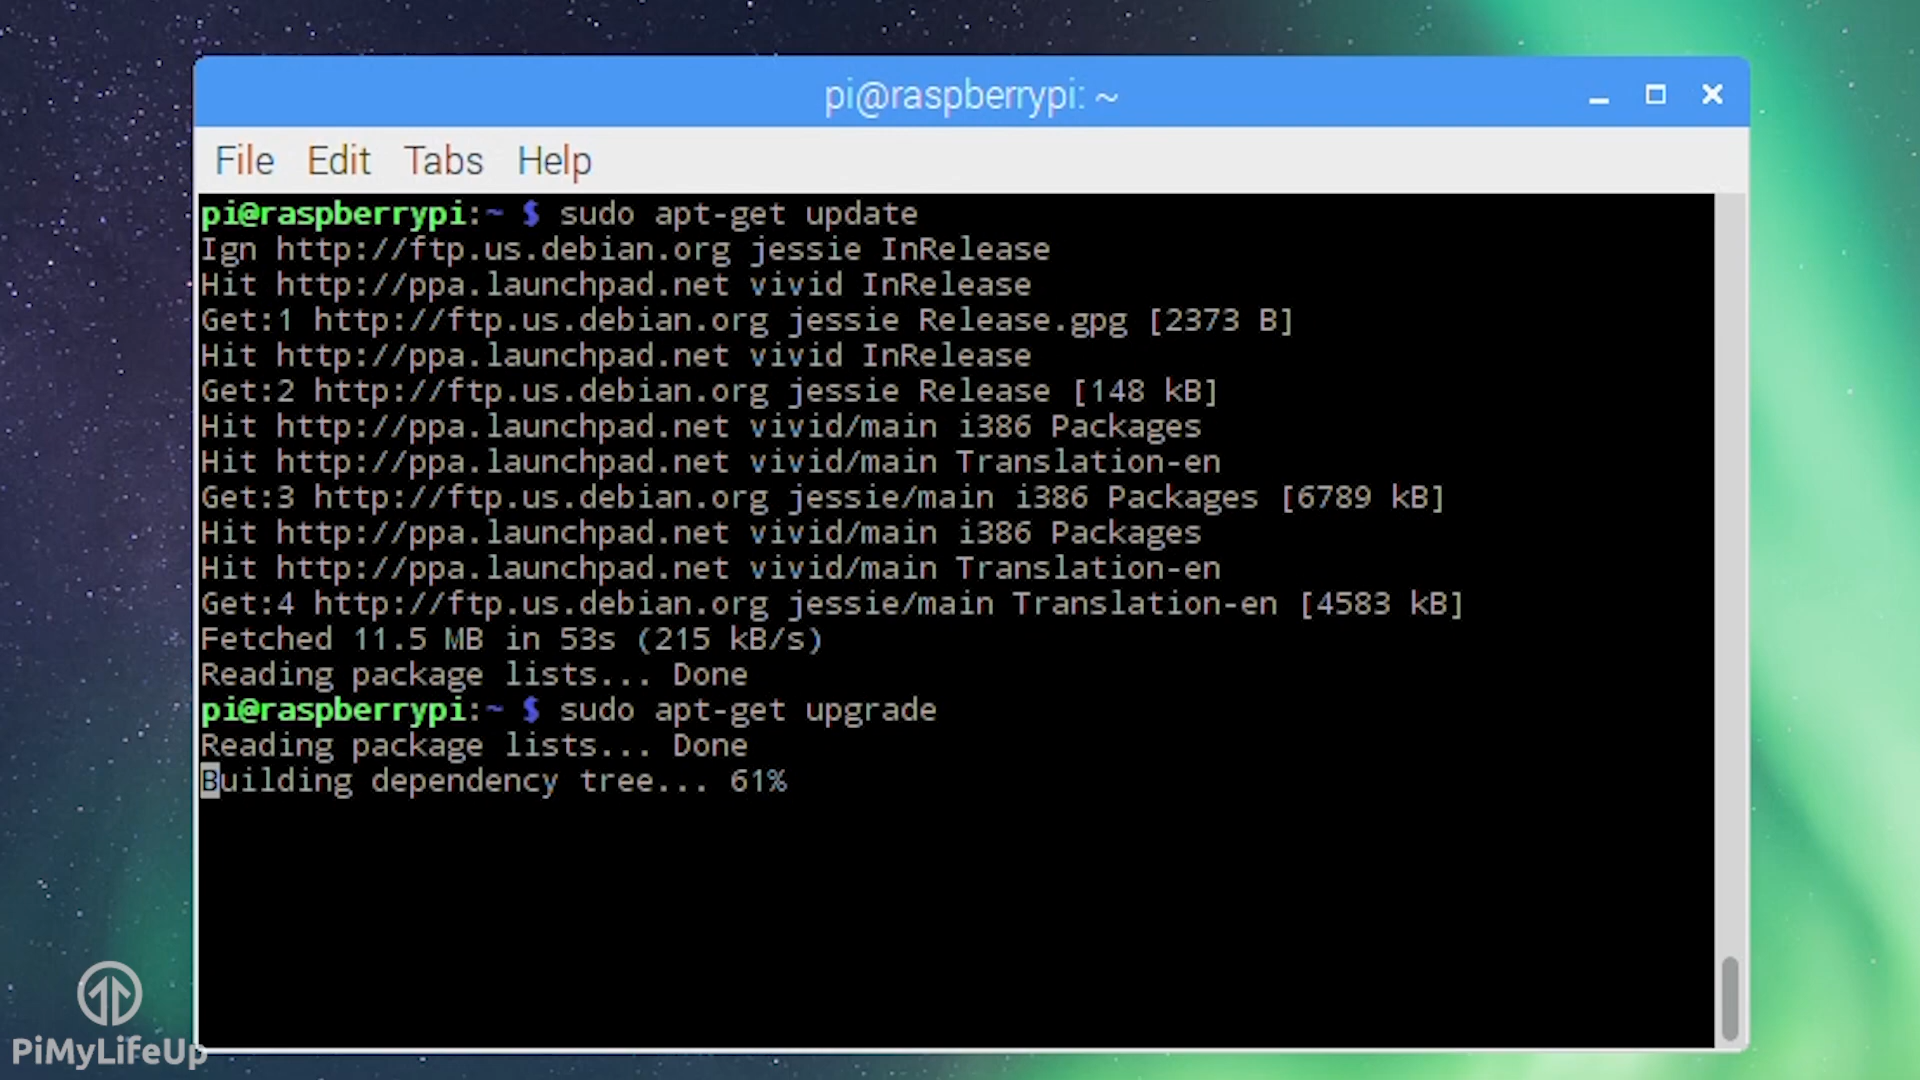 pi@raspberrypi: ~
File Edit Tabs Help
pi@raspberrypi:~ $ sudo apt-get update
Ign http://ftp.us.debian.org jessie InRelease
Hit http://ppa.launchpad.net vivid InRelease
Get:1 http://ftp.us.debian.org jessie Release.gpg [2373 B]
Hit http://ppa.launchpad.net vivid InRelease
Get:2 http://ftp.us.debian.org jessie Release [148 kB]
Hit http://ppa.launchpad.net vivid/main i386 Packages
Hit http://ppa.launchpad.net vivid/main Translation-en
Get:3 http://ftp.us.debian.org jessie/main i386 Packages [6789 kB]
Hit http://ppa.launchpad.net vivid/main i386 Packages
Hit http://ppa.launchpad.net vivid/main Translation-en
Get:4 http://ftp.us.debian.org jessie/main Translation-en [4583 kB]
Fetched 11.5 MB in 53s (215 kB/s)
Reading package lists... Done
pi@raspberrypi:~ $ sudo apt-get upgrade
Reading package lists... Done
Building dependency tree... 61%
PiMyLifeUp